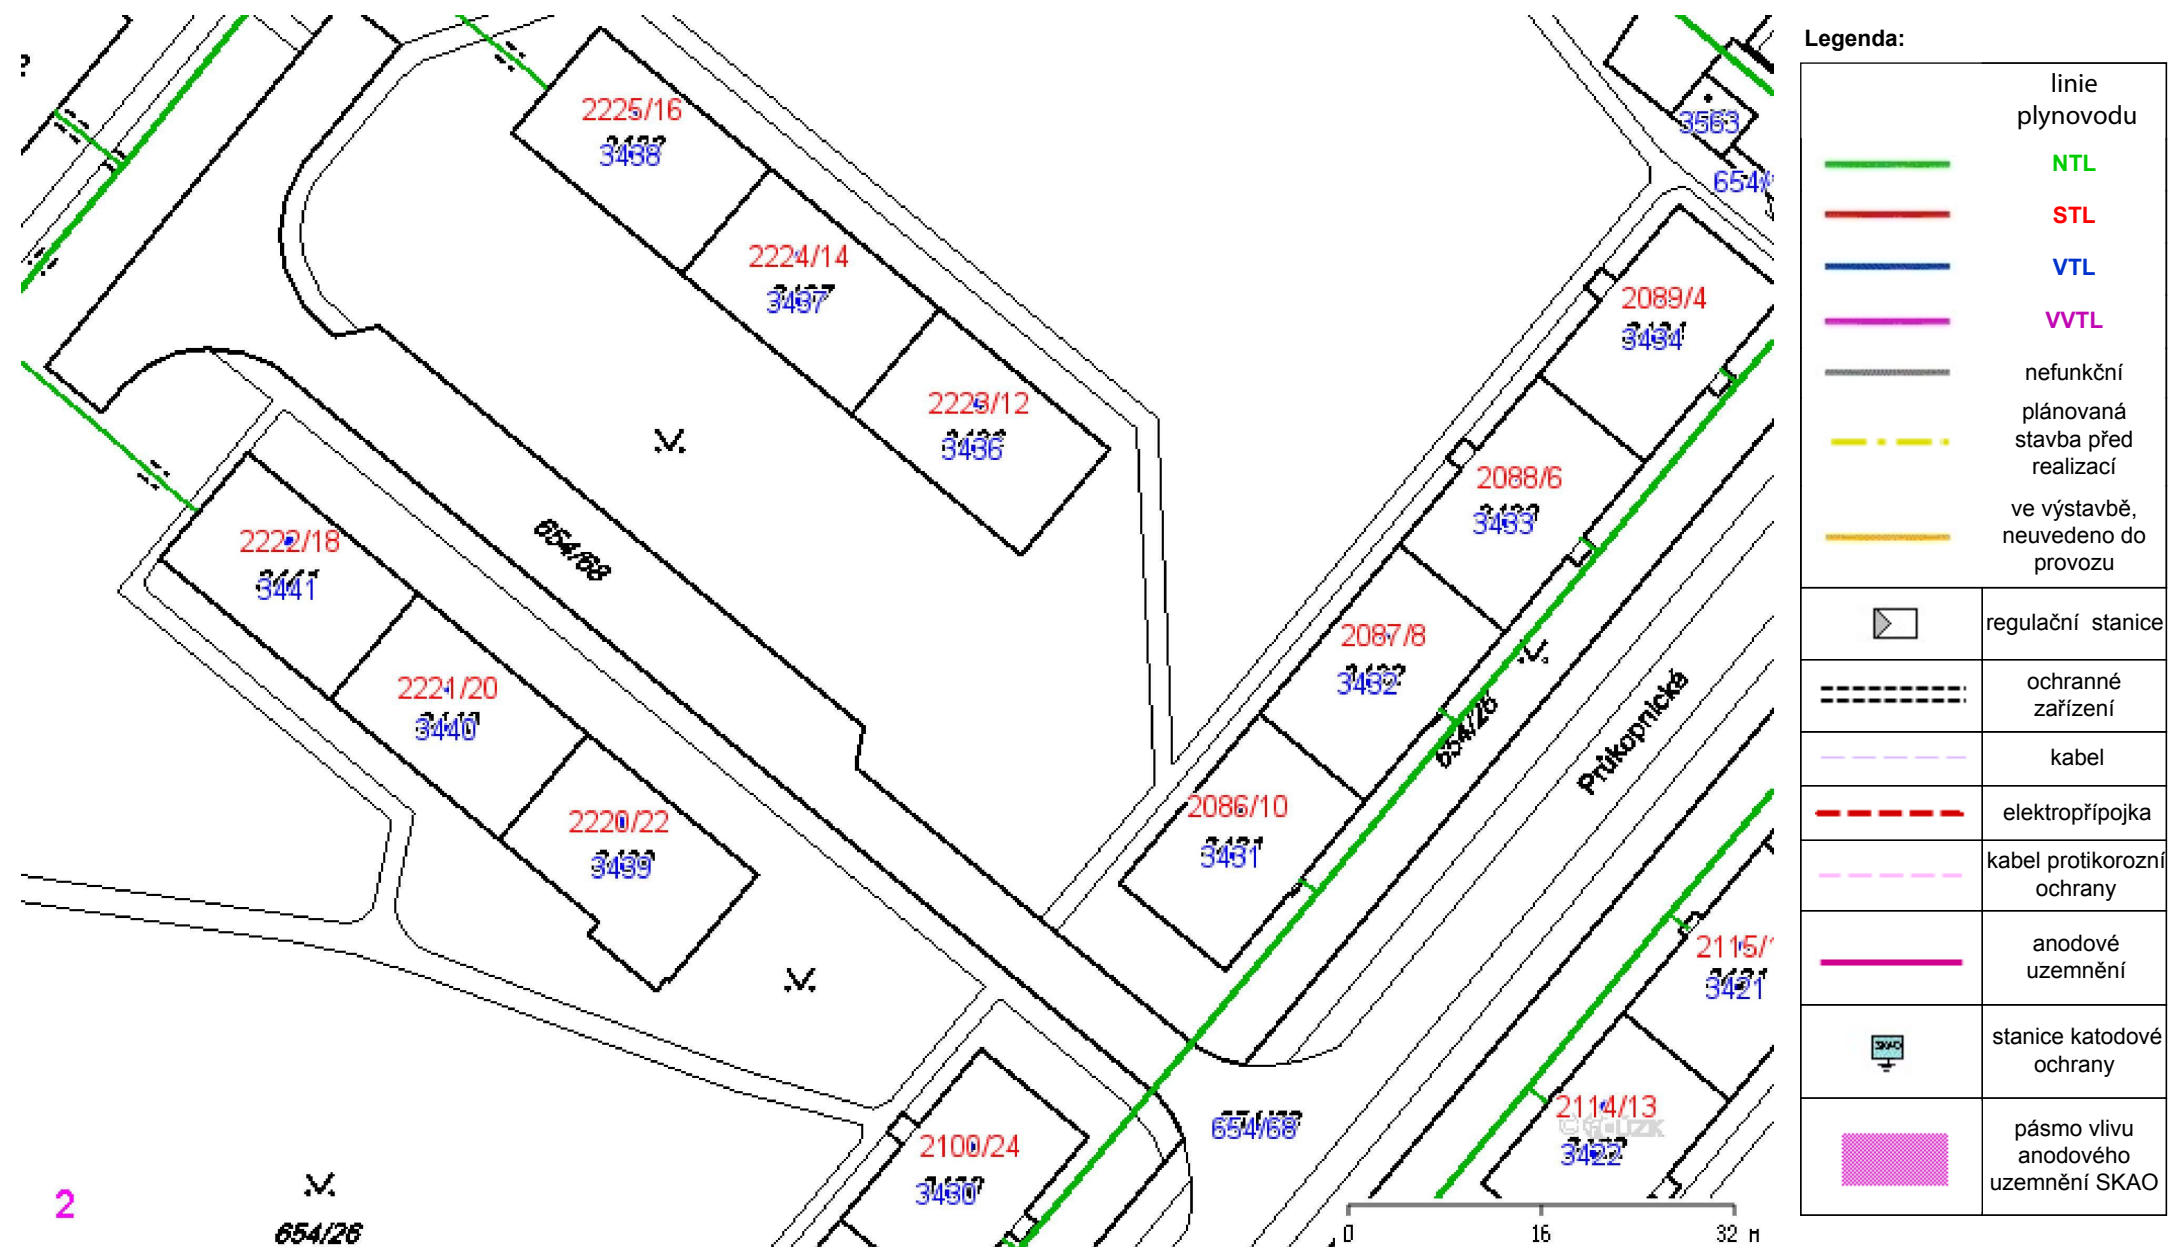 2225/16
3438
2224/14
3437
2223/12
3436
3563
654/
2089/4
3434
2088/6
3433
2087/8
3432
2086/10
3431
2222/18
3441
2221/20
3440
2220/22
3439
654/68
654/26
Průkopnické
2115/1
3421
2114/13
3422
2100/24
3430
654/68
2
654/26
0 16 32 M
Legenda:
linie
plynovodu
NTL
STL
VTL
VVTL
nefunkční
plánovaná
stavba před
realizací
ve výstavbě,
neuvedeno do
provozu
regulační stanice
ochranné
zařízení
kabel
elektropřípojka
kabel protikorozní
ochrany
anodové
uzemnění
SKAO
stanice katodové
ochrany
pásmo vlivu
anodového
uzemnění SKAO